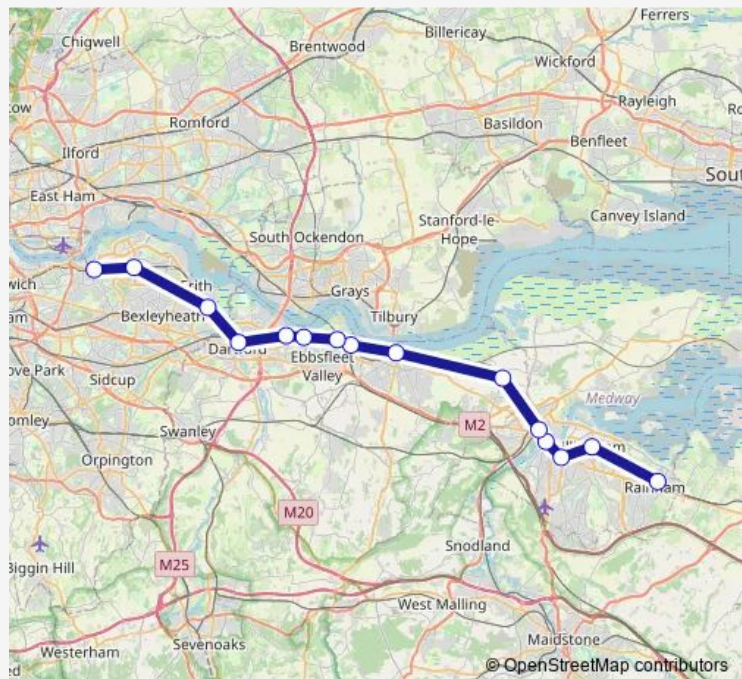 Ferrers
Chigwell
Brentwood
Billericay
Wickford
Rayleigh
Romford
Basildon
Benfleet
Ilford
East Ham
Canvey Island
Stanford-le
-Hope
South Ockendon
Grays
Tilbury
Erith
Bexleyheath
Dartford
Ebbsfleet
Valley
Sidcup
Medway
M2
Swanley
Orpington
Rainham
M20
Snodland
Biggin Hill
M25
West Malling
Sevenoaks
Maidstone
Westerham
© OpenStreetMap contributors